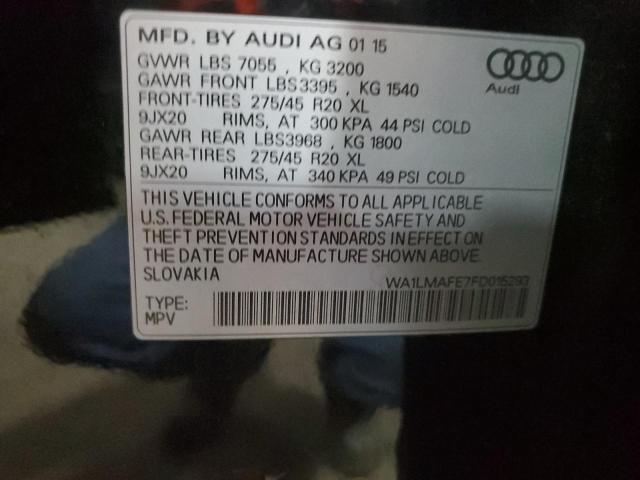 MFD. BY AUDI AG 01 15
GVWR LBS 7055 , KG 3200
GAWR FRONT LBS3395 , KG 1540
FRONT-TIRES 275/45 R20 XL
9JX20 RIMS, AT 300 KPA 44 PSI COLD
GAWR REAR LBS3968 , KG 1800
REAR-TIRES 275/45 R20 XL
9JX20 RIMS, AT 340 KPA 49 PSI COLD
Audi
THIS VEHICLE CONFORMS TO ALL APPLICABLE
U.S. FEDERAL MOTOR VEHICLE SAFETY AND
THEFT PREVENTION STANDARDS IN EFFECT ON
THE DATE OF MANUFACTURE SHOWN ABOVE.
SLOVAKIA
WA1LMAFE7FD015293
TYPE:
MPV